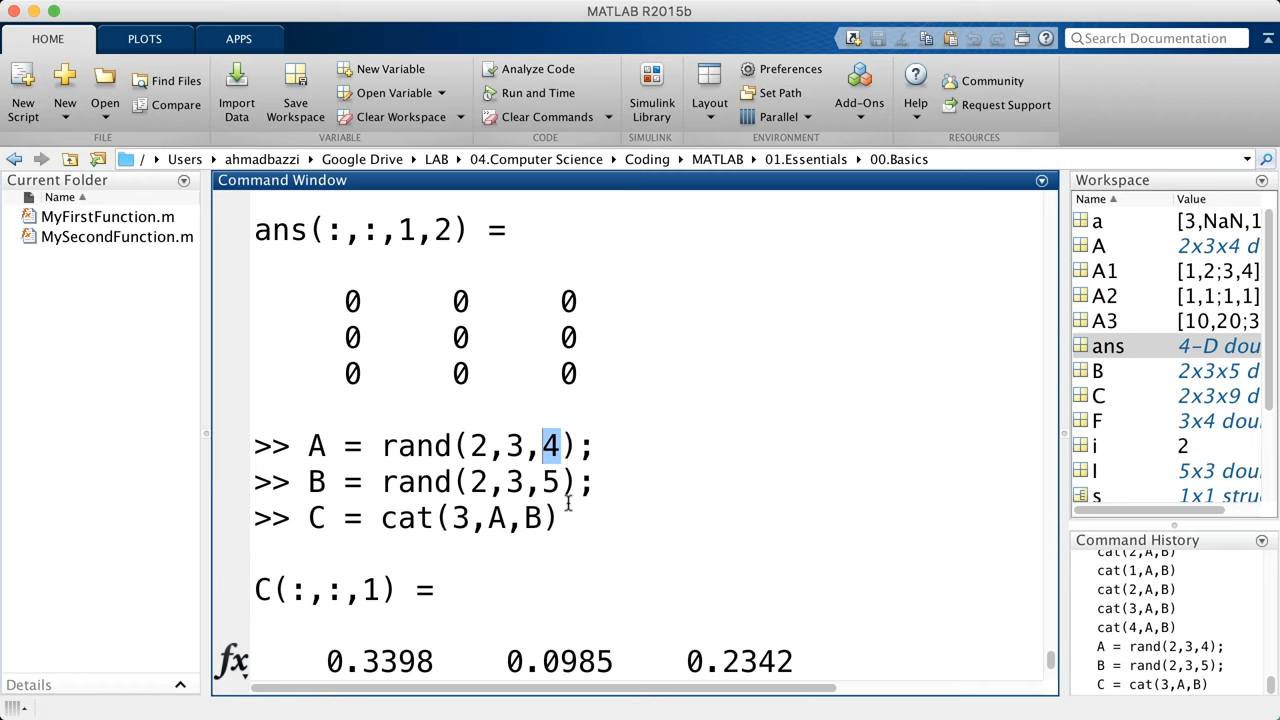 MATLAB R2015b
HOME PLOTS APPS
Search Documentation
New Script
New
Open
Find Files
Compare
Import Data
Save Workspace
New Variable
Open Variable
Clear Workspace
Analyze Code
Run and Time
Clear Commands
Simulink Library
Layout
Preferences
Set Path
Parallel
Add-Ons
Help
Community
Request Support
FILE VARIABLE CODE SIMULINK ENVIRONMENT RESOURCES
/ Users ahmadbazzi Google Drive LAB 04.Computer Science Coding MATLAB 01.Essentials 00.Basics
Current Folder
Name
MyFirstFunction.m
MySecondFunction.m
Details
Command Window
ans(:,:,1,2) =
0 0 0
0 0 0
0 0 0
>> A = rand(2,3,4);
>> B = rand(2,3,5);
>> C = cat(3,A,B)
C(:,:,1) =
fx 0.3398 0.0985 0.2342
Workspace
Name Value
a [3,NaN,1
A 2x3x4 d
A1 [1,2;3,4]
A2 [1,1;1,1]
A3 [10,20;3
ans 4-D dou
B 2x3x5 d
C 2x3x9 d
F 3x4 dou
i 2
I 5x3 dou
s 1x1 stru
Command History
cat(2,A,B)
cat(1,A,B)
cat(2,A,B)
cat(3,A,B)
cat(4,A,B)
A = rand(2,3,4);
B = rand(2,3,5);
C = cat(3,A,B)